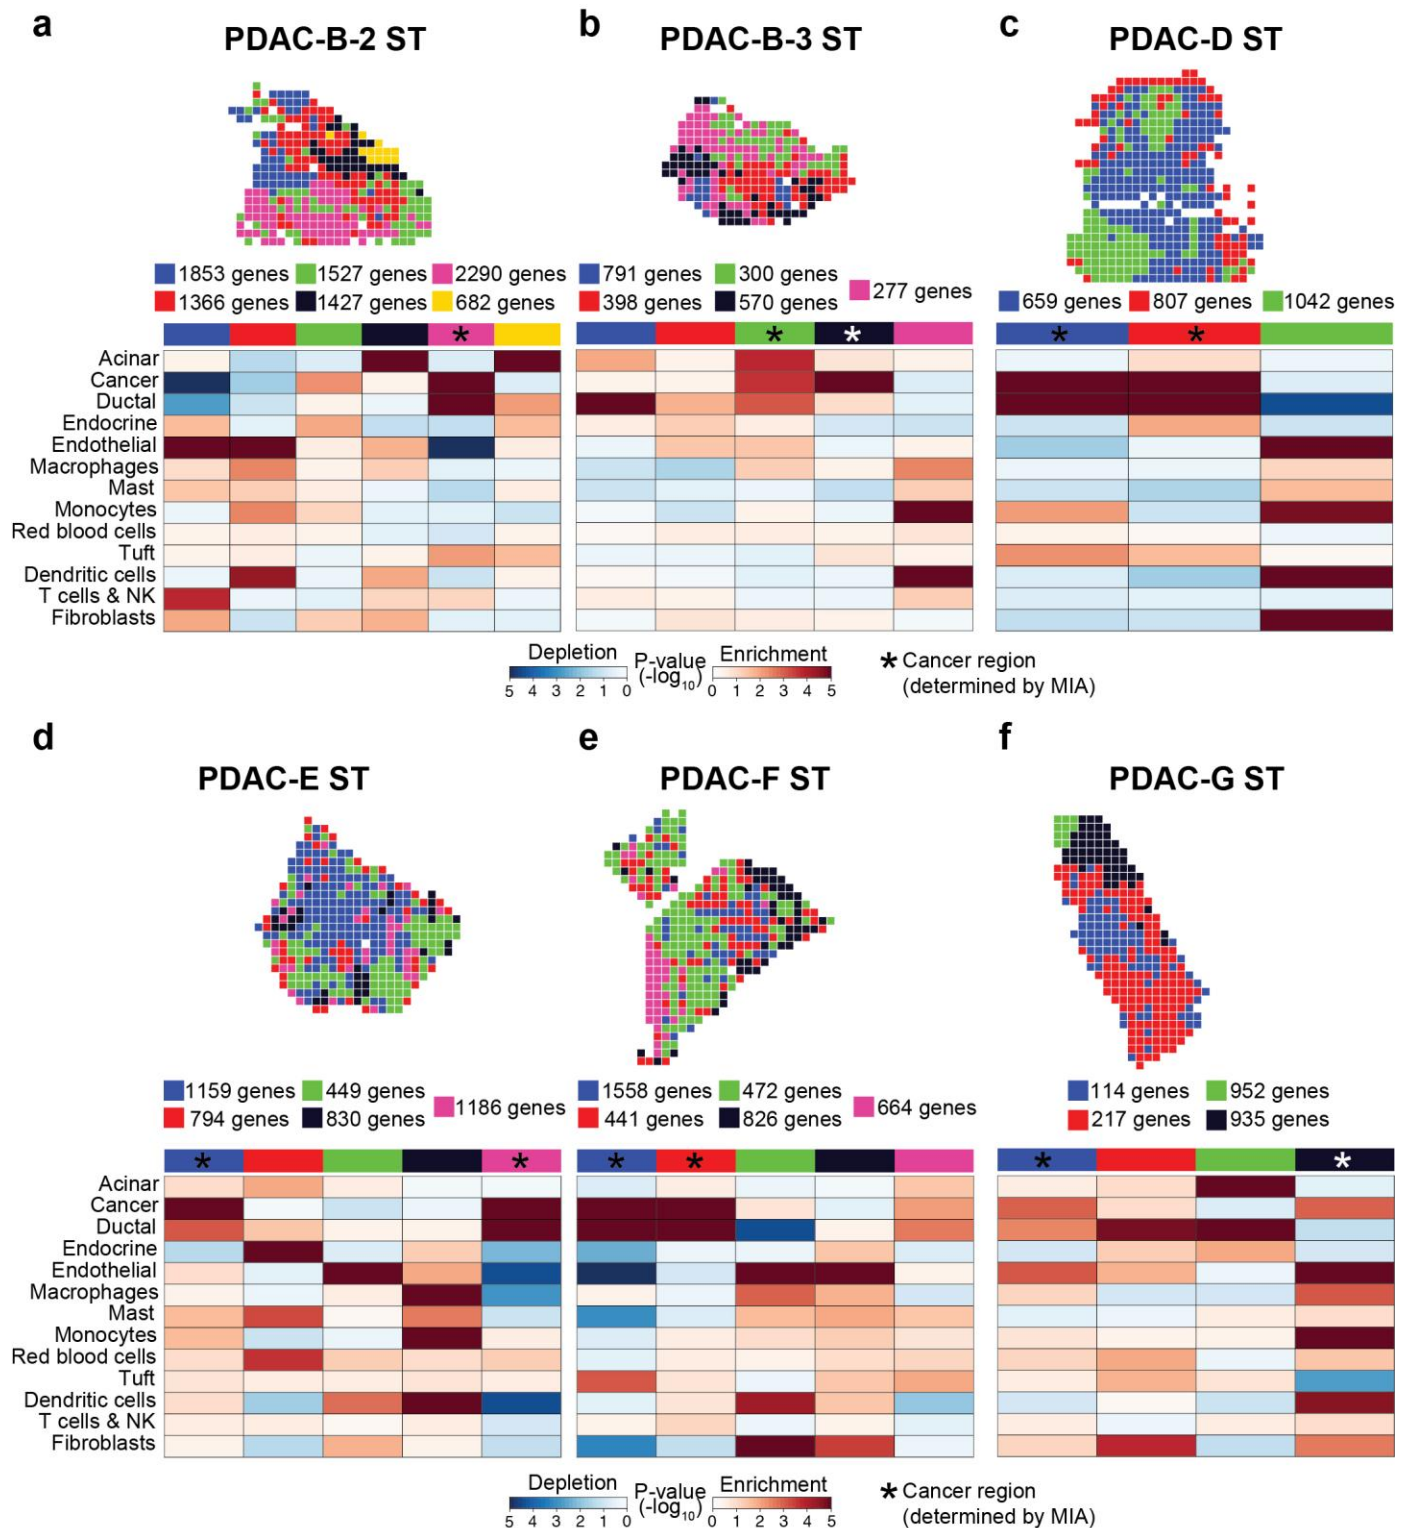 a
PDAC-B-2 ST
b
PDAC-B-3 ST
c
PDAC-D ST
1853 genes 1527 genes 2290 genes
1366 genes 1427 genes 682 genes
791 genes 300 genes 277 genes
398 genes 570 genes
659 genes 807 genes 1042 genes
* * * * *
Acinar
Cancer
Ductal
Endocrine
Endothelial
Macrophages
Mast
Monocytes
Red blood cells
Tuft
Dendritic cells
T cells & NK
Fibroblasts
Depletion P-value Enrichment
(-log10)
5 4 3 2 1 0 0 1 2 3 4 5
* Cancer region
(determined by MIA)
d
PDAC-E ST
e
PDAC-F ST
f
PDAC-G ST
1159 genes 449 genes 1186 genes
794 genes 830 genes
1558 genes 472 genes 664 genes
441 genes 826 genes
114 genes 952 genes
217 genes 935 genes
* * * * * *
Acinar
Cancer
Ductal
Endocrine
Endothelial
Macrophages
Mast
Monocytes
Red blood cells
Tuft
Dendritic cells
T cells & NK
Fibroblasts
Depletion P-value Enrichment
(-log10)
5 4 3 2 1 0 0 1 2 3 4 5
* Cancer region
(determined by MIA)